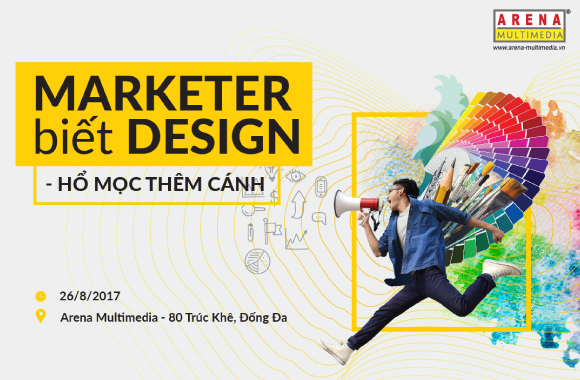 ARENA
MULTIMEDIA
www.arena-multimedia.vn
MARKETER
biết DESIGN
- HỔ MỌC THÊM CÁNH
26/8/2017
Arena Multimedia - 80 Trúc Khê, Đống Đa